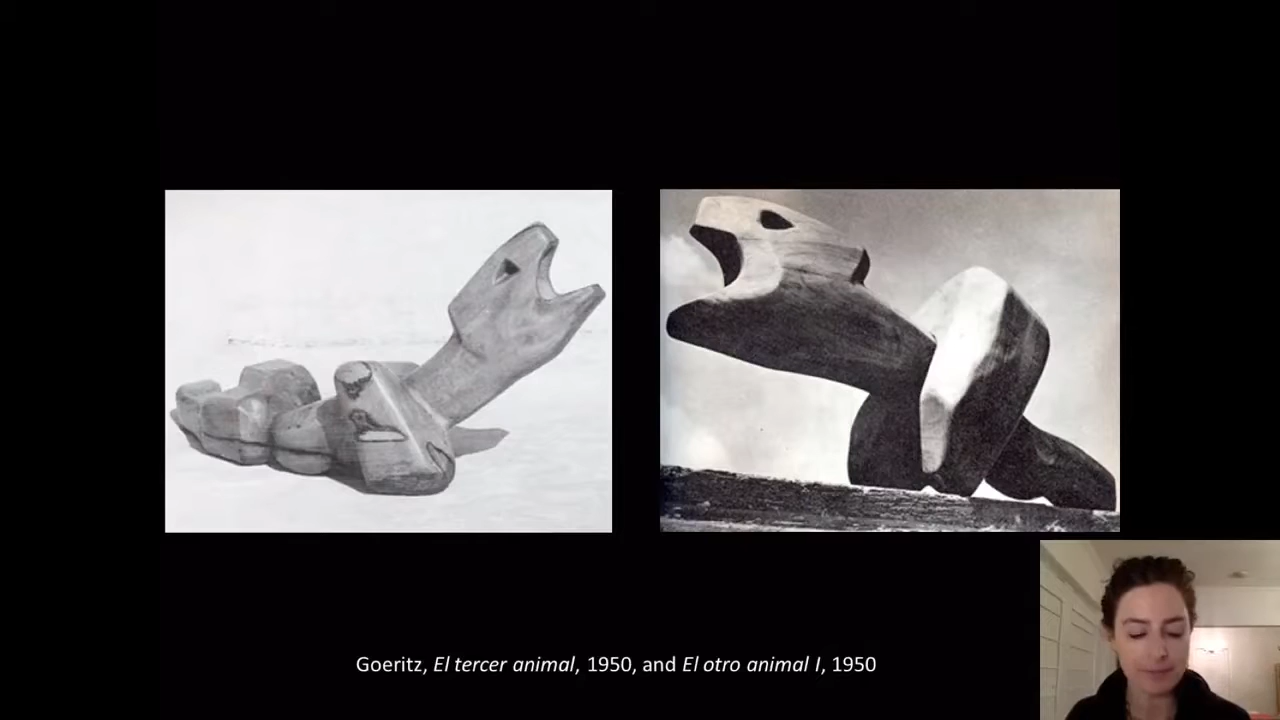 Goeritz, El tercer animal, 1950, and El otro animal I, 1950